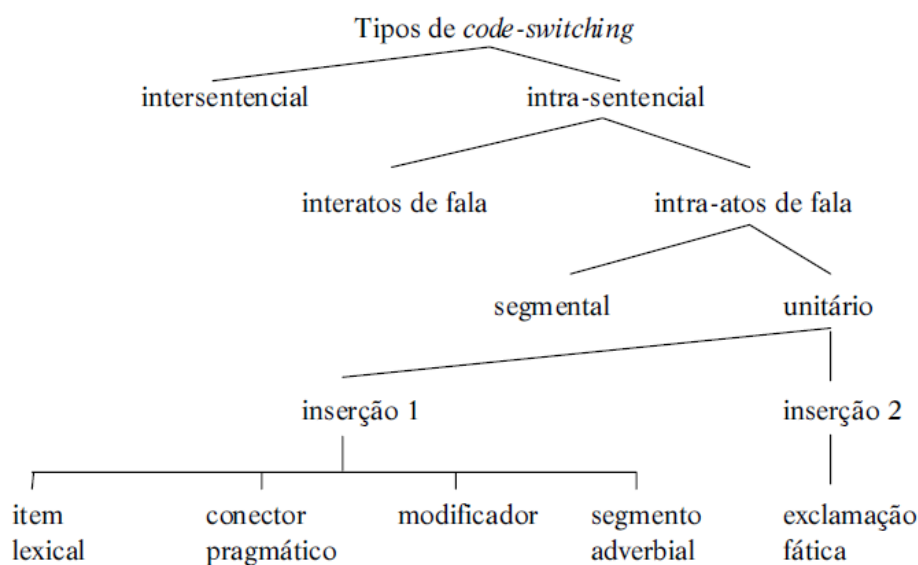 Tipos de code-switching
intersentencial intra-sentencial
interatos de fala intra-atos de fala
segmental unitário
inserção 1 inserção 2
item conector modificador segmento exclamação
lexical pragmático adverbial fática